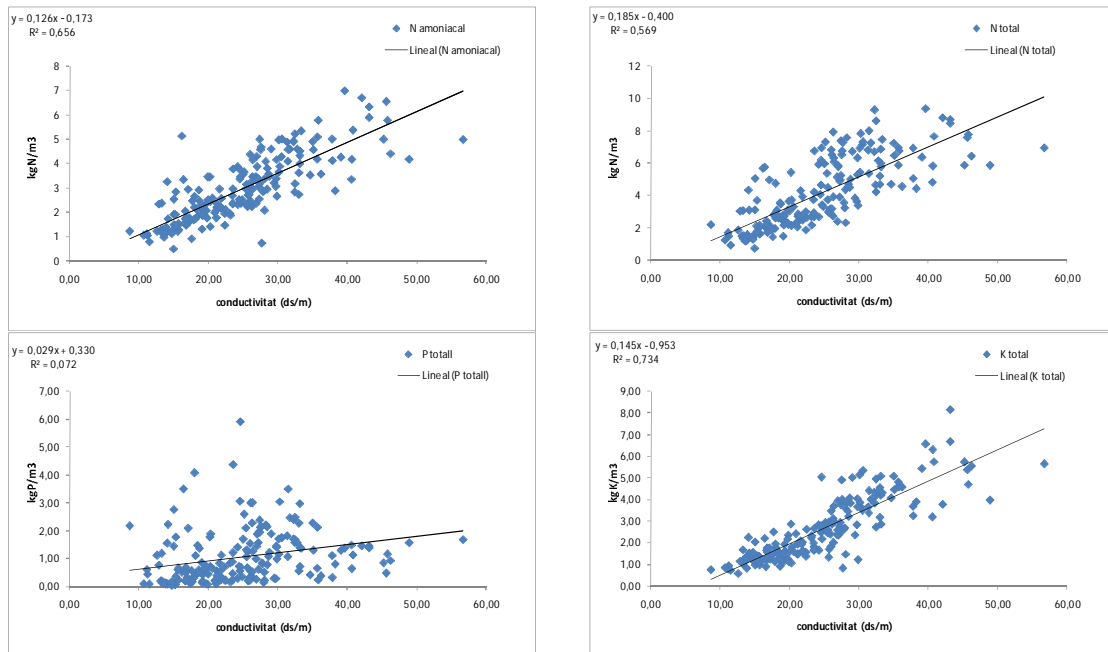 y = 0,126x - 0,173
R² = 0,656
N amoniacal
Lineal (N amoniacal)
8
7
6
5
4
3
2
1
0
kgN/m3
0,00 10,00 20,00 30,00 40,00 50,00 60,00
conductivitat (ds/m)
y = 0,185x - 0,400
R² = 0,569
N total
Lineal (N total)
12
10
8
6
4
2
0
kgN/m3
0,00 10,00 20,00 30,00 40,00 50,00 60,00
conductivitat (ds/m)
y = 0,029x + 0,330
R² = 0,072
P totall
Lineal (P totall)
7,00
6,00
5,00
4,00
3,00
2,00
1,00
0,00
kgP/m3
0,00 10,00 20,00 30,00 40,00 50,00 60,00
conductivitat (ds/m)
y = 0,145x - 0,953
R² = 0,734
K total
Lineal (K total)
9,00
8,00
7,00
6,00
5,00
4,00
3,00
2,00
1,00
0,00
kgK/m3
0,00 10,00 20,00 30,00 40,00 50,00 60,00
conductivitat (ds/m)